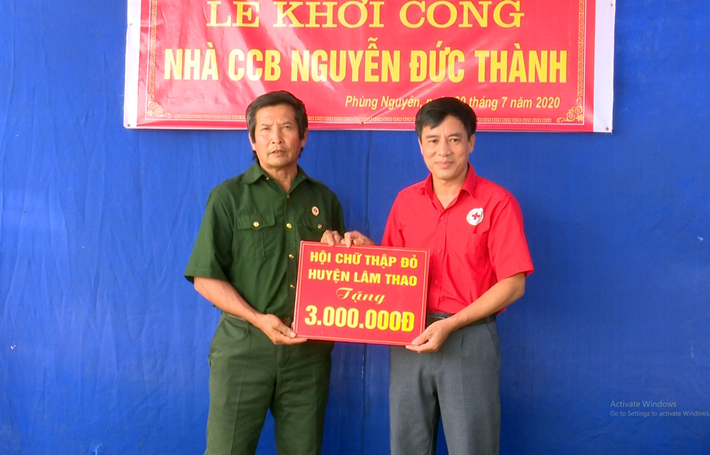 LỄ KHỞI CÔNG
NHÀ CCB NGUYỄN ĐỨC THÀNH
Phùng Nguyên, tháng 7 năm 2020
HỘI CHỮ THẬP ĐỎ
HUYỆN LÂM THAO
Tặng
3.000.000Đ
Activate Windows
Go to Settings to activate Windows.